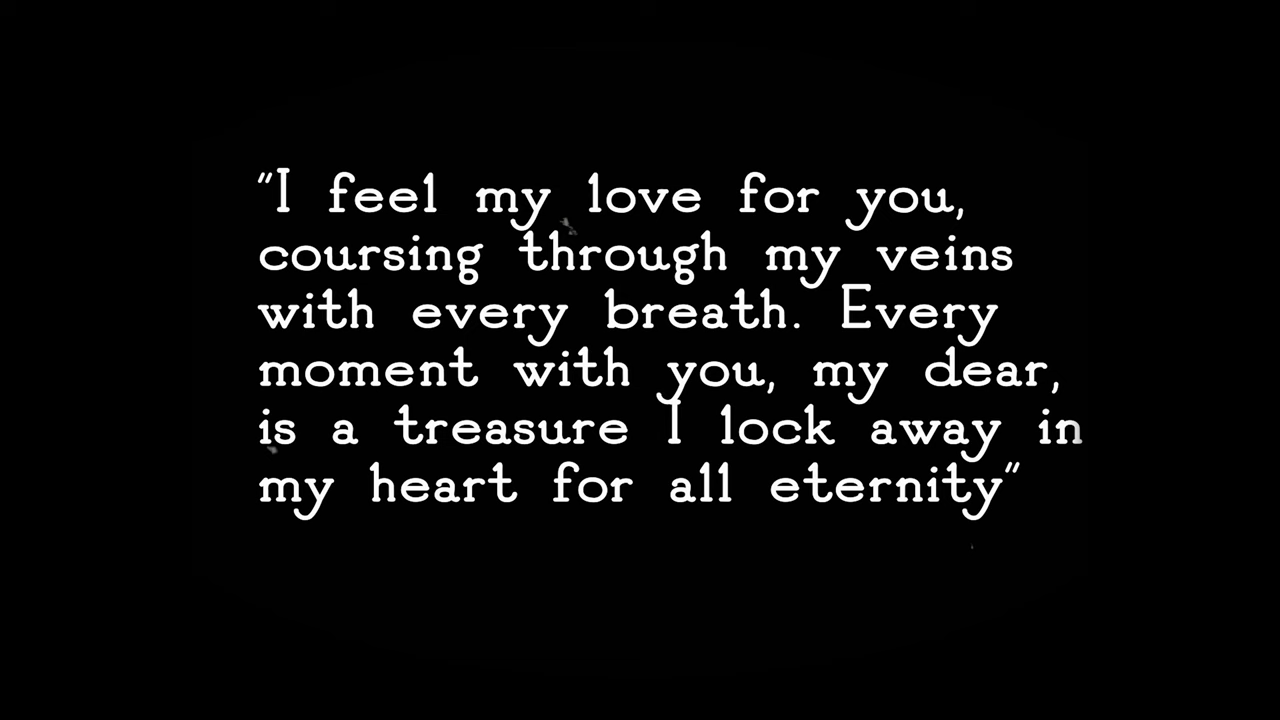 "I feel my love for you,
coursing through my veins
with every breath. Every
moment with you, my dear,
is a treasure I lock away in
my heart for all eternity"